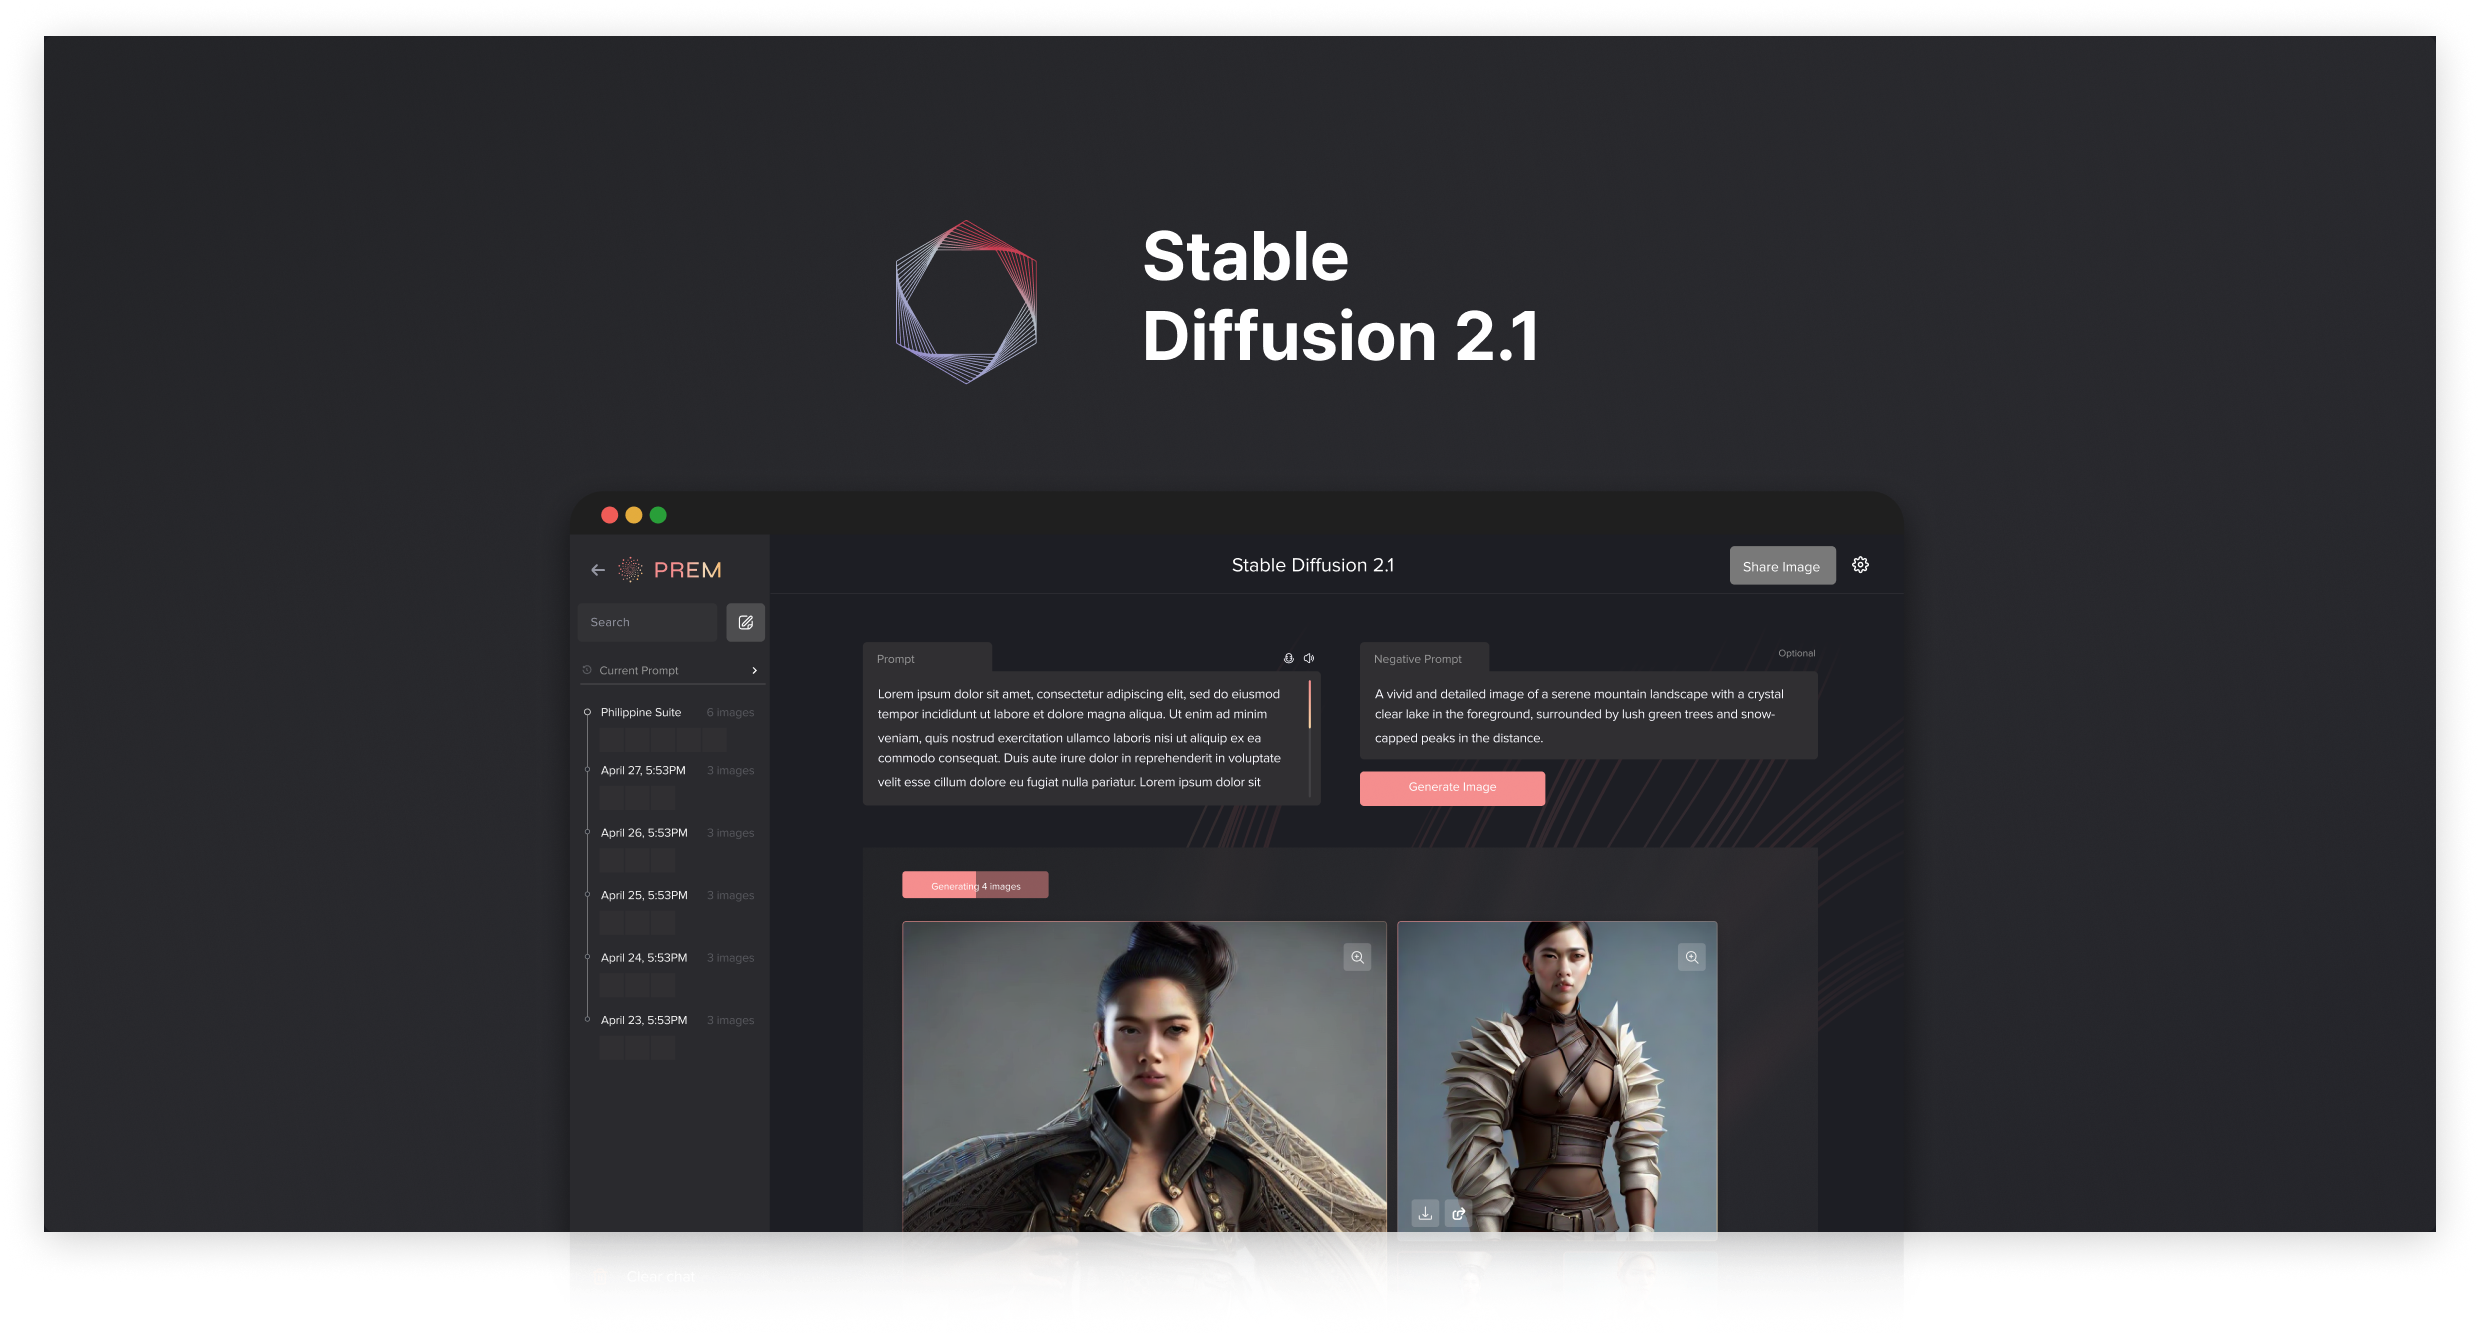 Stable
Diffusion 2.1
PREM
Stable Diffusion 2.1
Share Image
Search
Current Prompt
Philippine Suite 6 images
April 27, 5:53PM 3 images
April 26, 5:53PM 3 images
April 25, 5:53PM 3 images
April 24, 5:53PM 3 images
April 23, 5:53PM 3 images
Clear chat
Prompt
Lorem ipsum dolor sit amet, consectetur adipiscing elit, sed do eiusmod
tempor incididunt ut labore et dolore magna aliqua. Ut enim ad minim
veniam, quis nostrud exercitation ullamco laboris nisi ut aliquip ex ea
commodo consequat. Duis aute irure dolor in reprehenderit in voluptate
velit esse cillum dolore eu fugiat nulla pariatur. Lorem ipsum dolor sit
Negative Prompt
Optional
A vivid and detailed image of a serene mountain landscape with a crystal
clear lake in the foreground, surrounded by lush green trees and snow-
capped peaks in the distance.
Generate Image
Generating 4 images